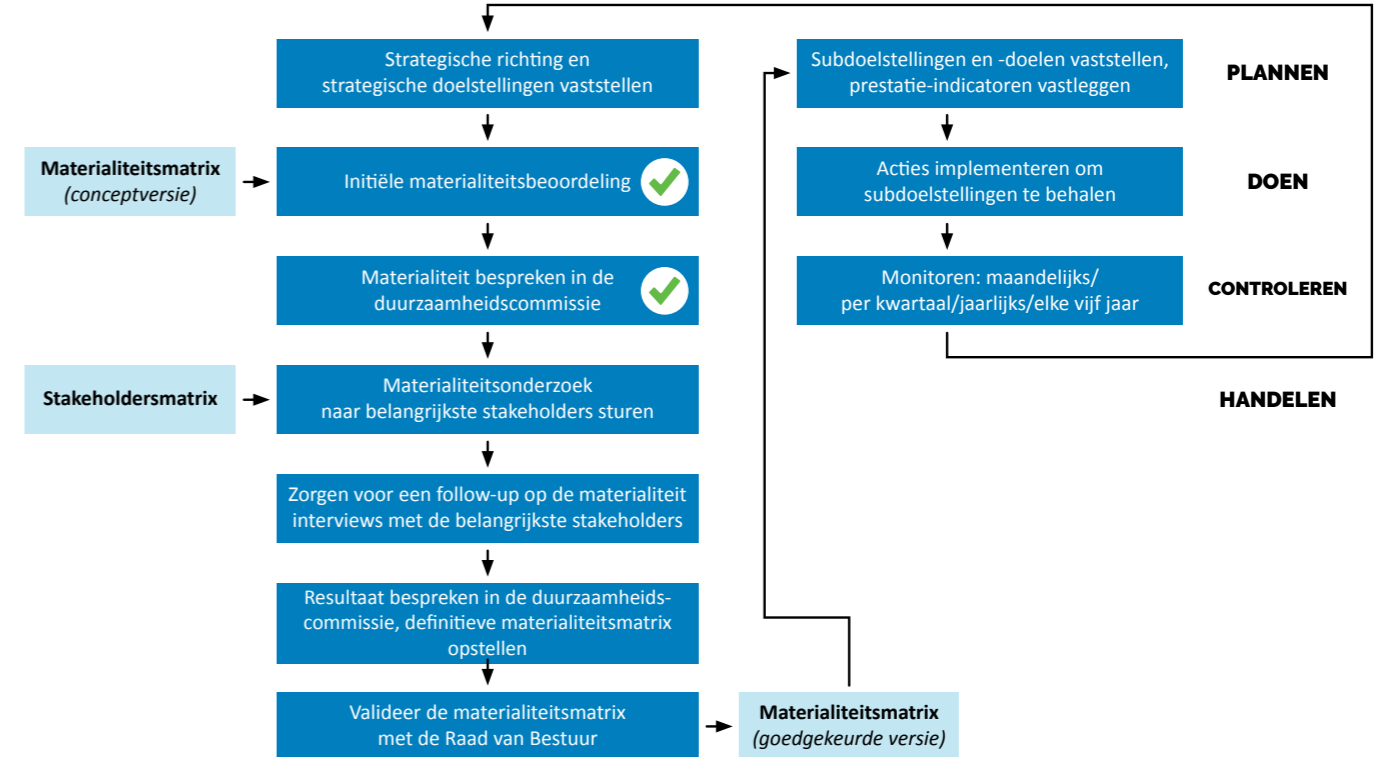 Strategische richting en
strategische doelstellingen vaststellen
Materialiteitsmatrix
(conceptversie)
Initiële materialiteitsbeoordeling
Materialiteit bespreken in de
duurzaamheidscommissie
Stakeholdersmatrix
Materialiteitsonderzoek
naar belangrijkste stakeholders sturen
Zorgen voor een follow-up op de materialiteit
interviews met de belangrijkste stakeholders
Resultaat bespreken in de duurzaamheids-
commissie, definitieve materialiteitsmatrix
opstellen
Valideer de materialiteitsmatrix
met de Raad van Bestuur
Materialiteitsmatrix
(goedgekeurde versie)
Subdoelstellingen en -doelen vaststellen,
prestatie-indicatoren vastleggen
PLANNEN
Acties implementeren om
subdoelstellingen te behalen
DOEN
Monitoren: maandelijks/
per kwartaal/jaarlijks/elke vijf jaar
CONTROLEREN
HANDELEN